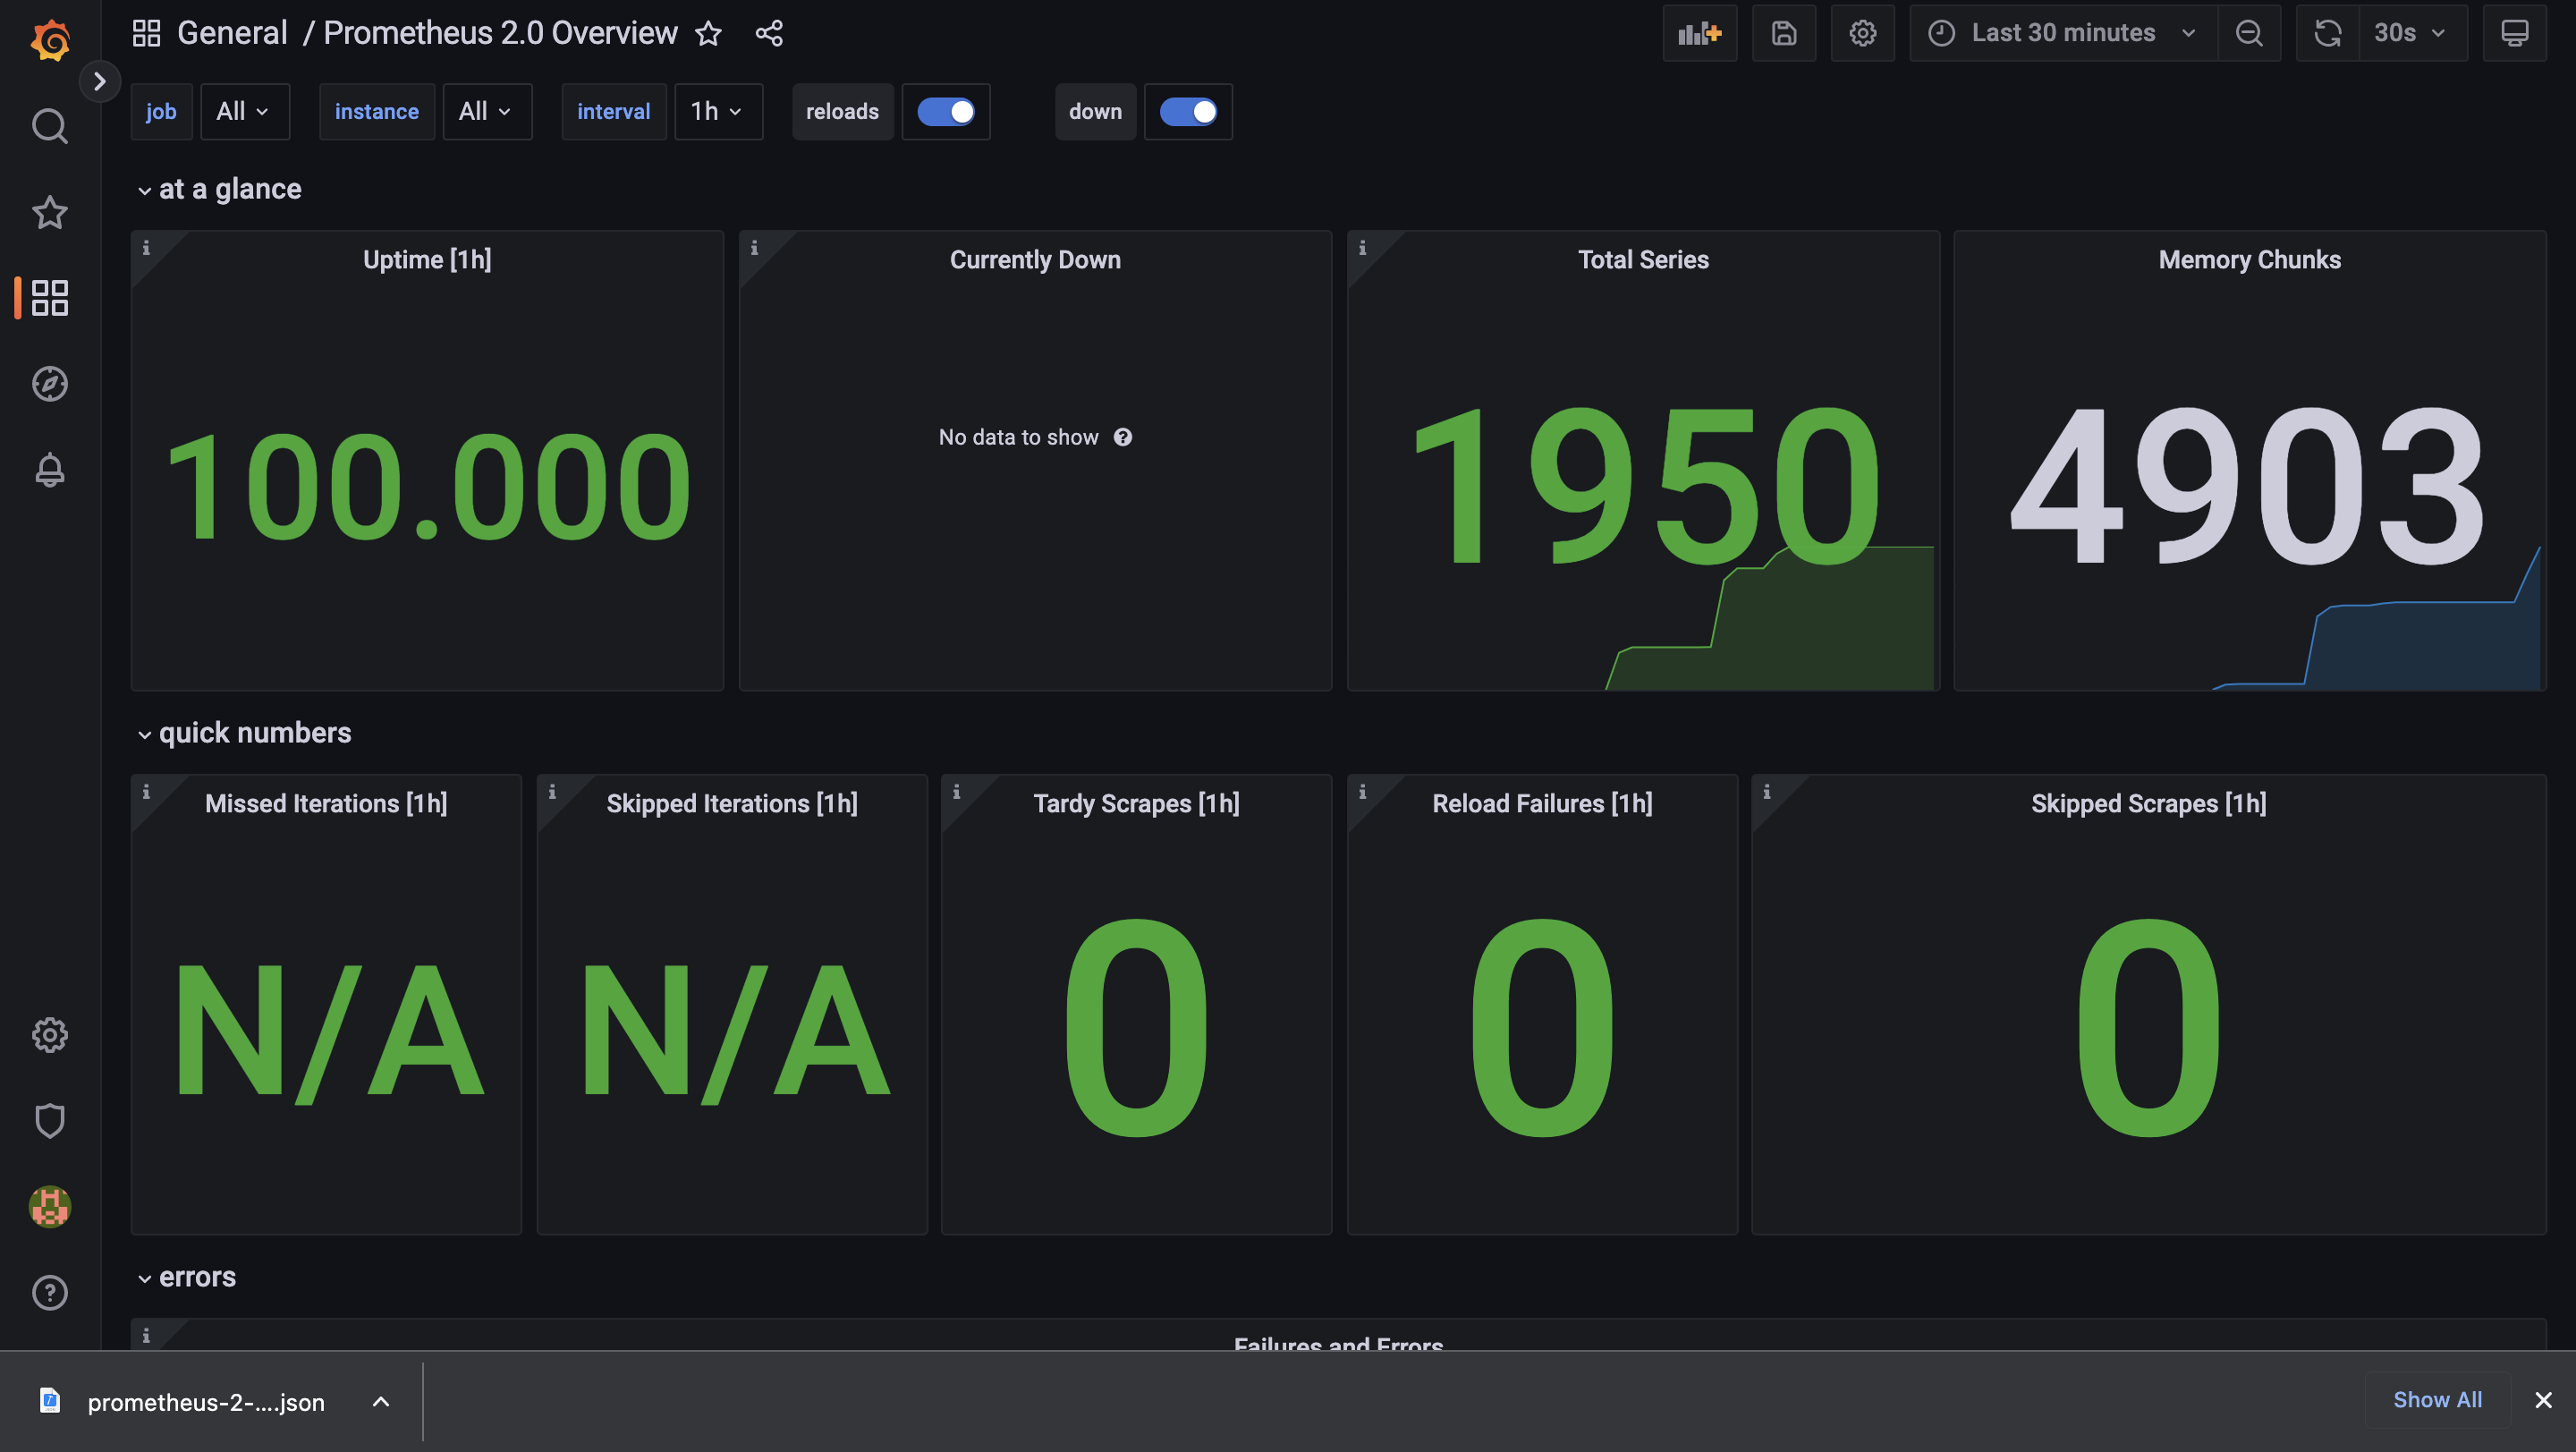 General / Prometheus 2.0 Overview
Last 30 minutes
30s
job
All
instance
All
interval
1h
reloads
down
at a glance
Uptime [1h]
Currently Down
Total Series
Memory Chunks
100.000
No data to show
1950
4903
quick numbers
Missed Iterations [1h]
Skipped Iterations [1h]
Tardy Scrapes [1h]
Reload Failures [1h]
Skipped Scrapes [1h]
N/A
N/A
0
0
0
errors
Failures and Errors
prometheus-2-....json
Show All